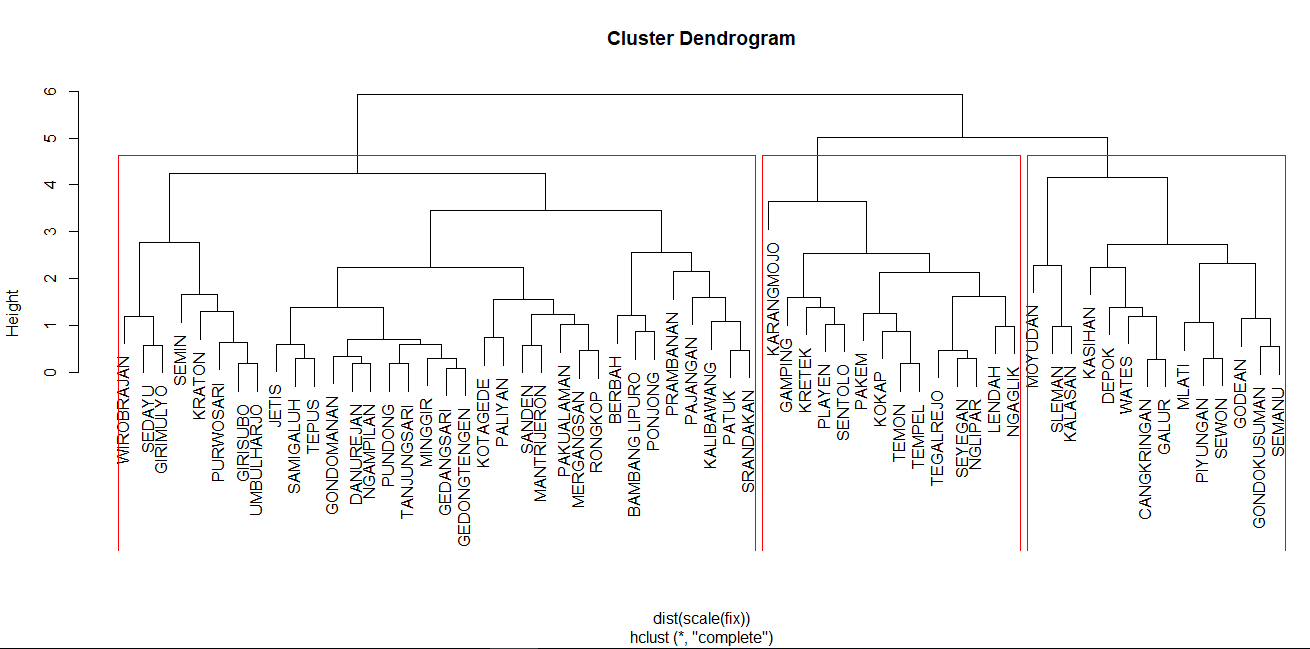 Cluster Dendrogram
Height
6
5
4
3
2
1
0
WIROBRAJAN
SEDAYU
GIRIMULYO
SEMIN
KRATON
PURWOSARI
GIRISUBO
UMBULHARJO
JETIS
SAMIGALUH
TEPUS
GONDOMANAN
DANUREJAN
NGAMPILAN
PUNDONG
TANJUNGSARI
MINGGIR
GEDANGSARI
GEDONGTENGEN
KOTAGEDE
PALIYAN
SANDEN
MANTRIJERON
PAKUALAMAN
MERGANGSAN
RONGKOP
BERBAH
BAMBANG LIPURO
PONJONG
PRAMBANAN
PAJANGAN
KALIBAWANG
PATUK
SRANDAKAN
KARANGMOJO
GAMPING
KRETEK
PLAYEN
SENTOLO
PAKEM
KOKAP
TEMON
TEMPEL
TEGALREJO
SEYEGAN
NGLIPAR
LENDAH
NGAGLIK
MOYUDAN
SLEMAN
KALASAN
KASIHAN
DEPOK
WATES
CANGKRINGAN
GALUR
MLATI
PIYUNGAN
SEWON
GODEAN
GONDOKUSUMAN
SEMANU
dist(scale(fix))
hclust (*, "complete")